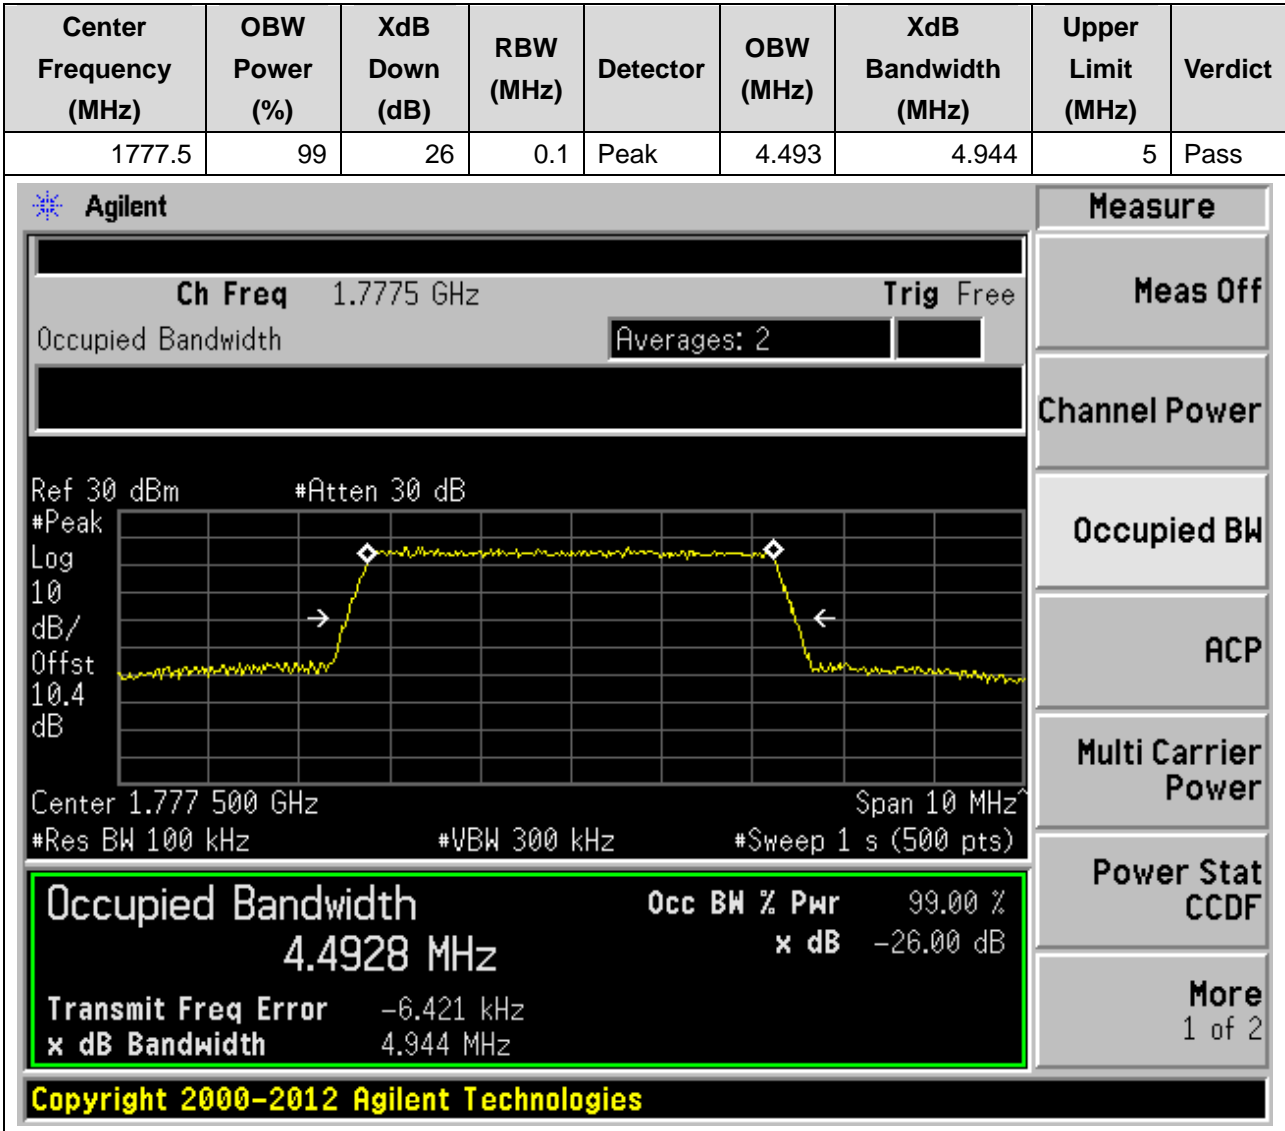 Center Frequency (MHz) OBW Power (%) XdB Down (dB) RBW (MHz) Detector OBW (MHz) XdB Bandwidth (MHz) Upper Limit (MHz) Verdict
1777.5 99 26 0.1 Peak 4.493 4.944 5 Pass
Agilent
Measure
Ch Freq 1.7775 GHz Trig Free
Meas Off
Occupied Bandwidth Averages: 2
Channel Power
Ref 30 dBm #Atten 30 dB
#Peak
Log
10
dB/
Offst
10.4
dB
Occupied BW
ACP
Multi Carrier
Power
Center 1.777 500 GHz Span 10 MHz^
#Res BW 100 kHz #VBW 300 kHz #Sweep 1 s (500 pts)
Power Stat
CCDF
Occupied Bandwidth Occ BW % Pwr 99.00 %
4.4928 MHz x dB -26.00 dB
Transmit Freq Error -6.421 kHz
x dB Bandwidth 4.944 MHz
More
1 of 2
Copyright 2000-2012 Agilent Technologies